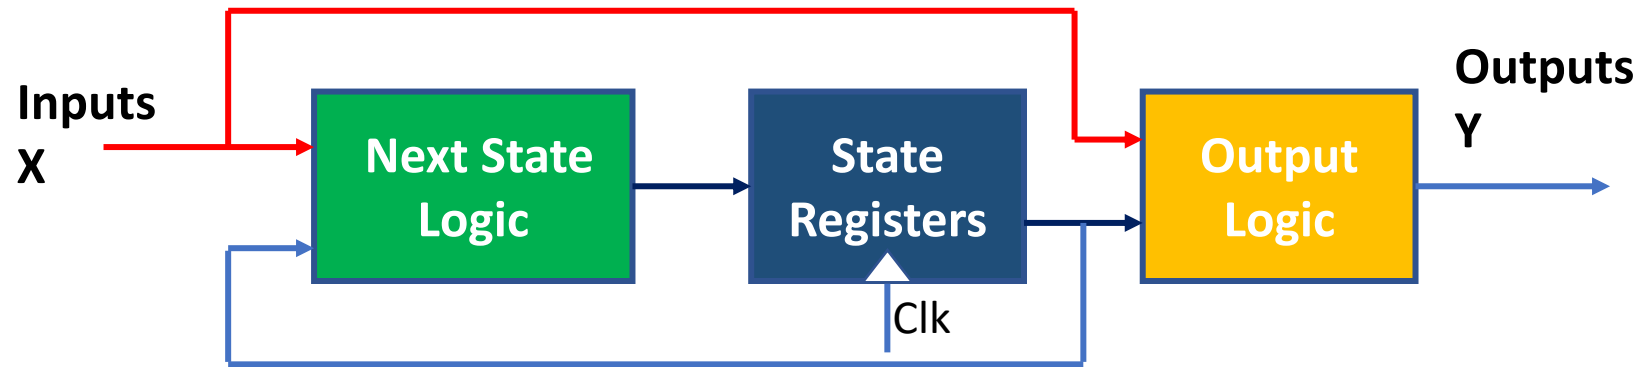 Inputs
X
Next State
Logic
State
Registers
Clk
Output
Logic
Outputs
Y